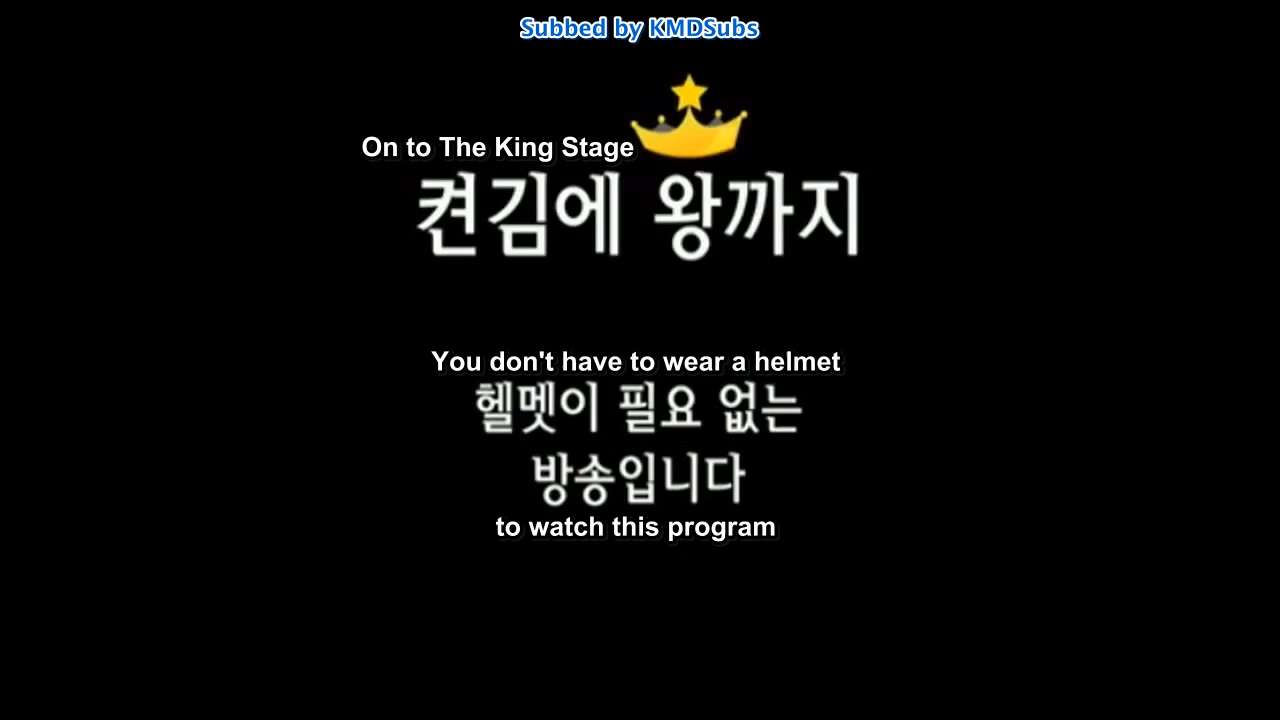 Subbed by KMDSubs
On to The King Stage
켠김에 왕까지
You don't have to wear a helmet
헬멧이 필요 없는
방송입니다
to watch this program